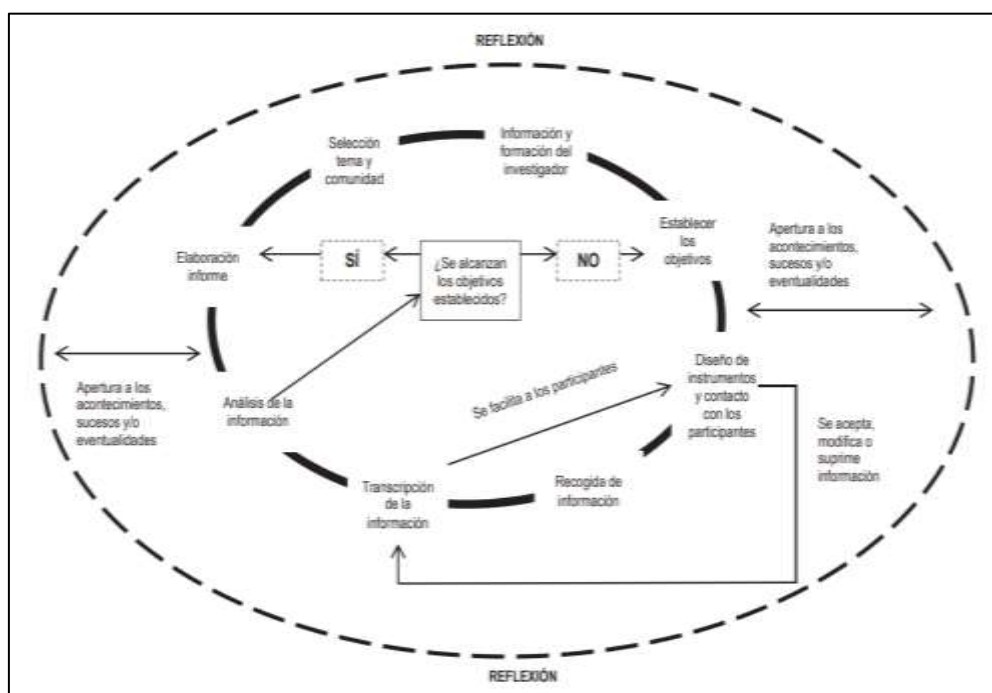 REFLEXIÓN
Selección
tema y
comunidad
Información y
formación del
investigador
Establecer
los
objetivos
Apertura a los
acontecimientos,
sucesos y/o
eventualidades
Elaboración
informe
SÍ
¿Se alcanzan
los objetivos
establecidos?
NO
Apertura a los
acontecimientos,
sucesos y/o
eventualidades
Análisis de la
información
Se facilita a los participantes
Diseño de
instrumentos
y contacto
con los
participantes
Se acepta,
modifica o
suprime
información
Transcripción
de la
información
Recogida de
información
REFLEXIÓN